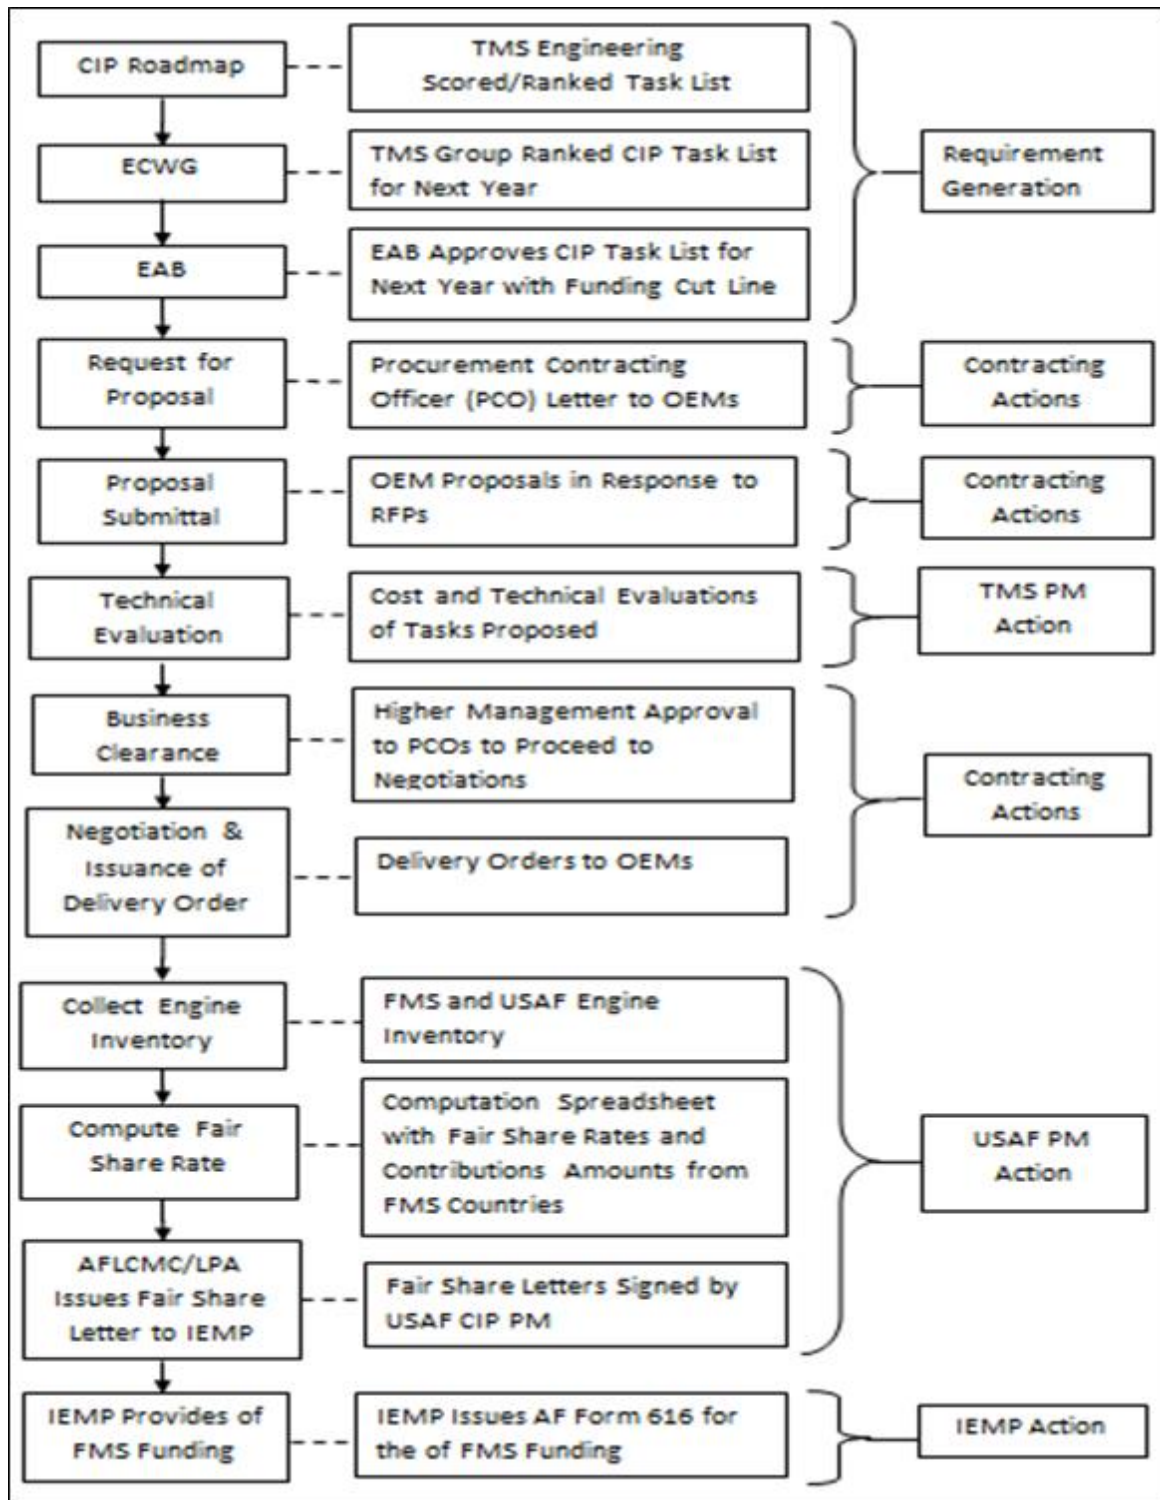 CIP Roadmap
TMS Engineering
Scored/Ranked Task List
ECWG
TMS Group Ranked CIP Task List
for Next Year
Requirement
Generation
EAB
EAB Approves CIP Task List for
Next Year with Funding Cut Line
Request for
Proposal
Procurement Contracting
Officer (PCO) Letter to OEMs
Contracting
Actions
Proposal
Submittal
OEM Proposals in Response to
RFPs
Contracting
Actions
Technical
Evaluation
Cost and Technical Evaluations
of Tasks Proposed
TMS PM
Action
Business
Clearance
Higher Management Approval
to PCOs to Proceed to
Negotiations
Contracting
Actions
Negotiation &
Issuance of
Delivery Order
Delivery Orders to OEMs
Collect Engine
Inventory
FMS and USAF Engine
Inventory
Compute Fair
Share Rate
Computation Spreadsheet
with Fair Share Rates and
Contributions Amounts from
FMS Countries
USAF PM
Action
AFLCMC/LPA
Issues Fair Share
Letter to IEMP
Fair Share Letters Signed by
USAF CIP PM
IEMP Provides of
FMS Funding
IEMP Issues AF Form 616 for
the of FMS Funding
IEMP Action